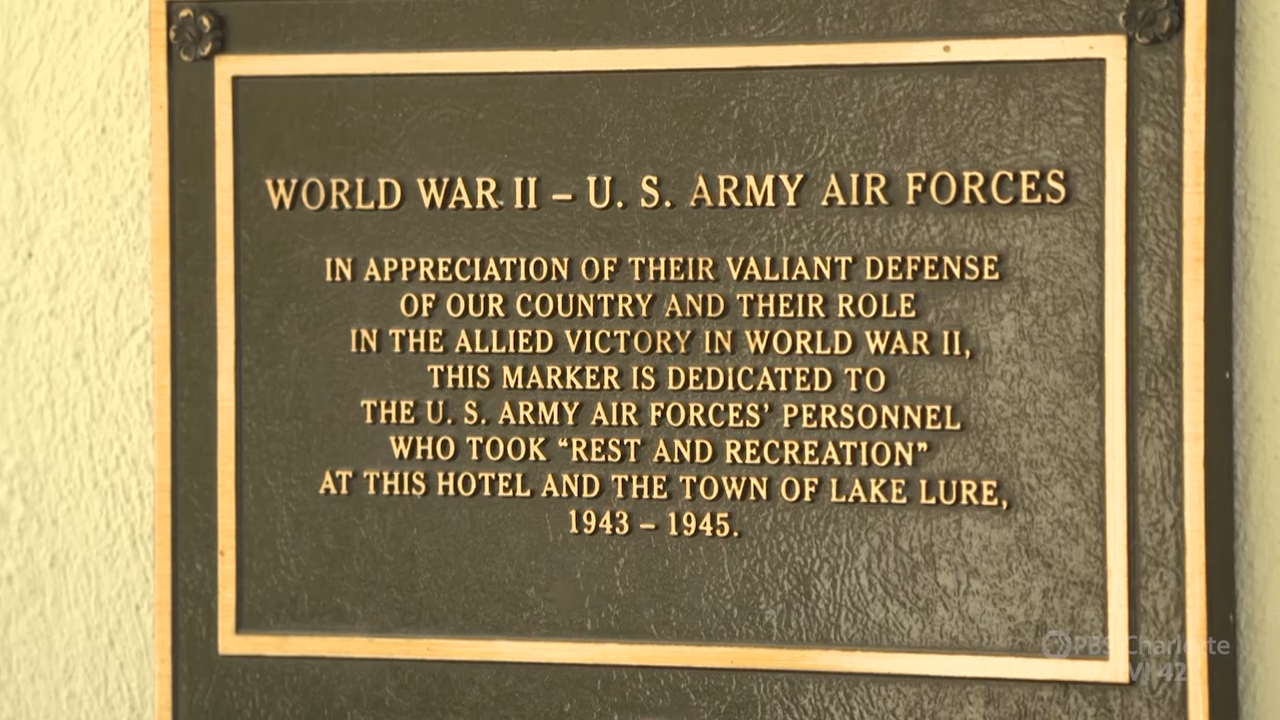 WORLD WAR II – U. S. ARMY AIR FORCES
IN APPRECIATION OF THEIR VALIANT DEFENSE
OF OUR COUNTRY AND THEIR ROLE
IN THE ALLIED VICTORY IN WORLD WAR II,
THIS MARKER IS DEDICATED TO
THE U. S. ARMY AIR FORCES’ PERSONNEL
WHO TOOK “REST AND RECREATION”
AT THIS HOTEL AND THE TOWN OF LAKE LURE,
1943 – 1945.
PBS Charlotte